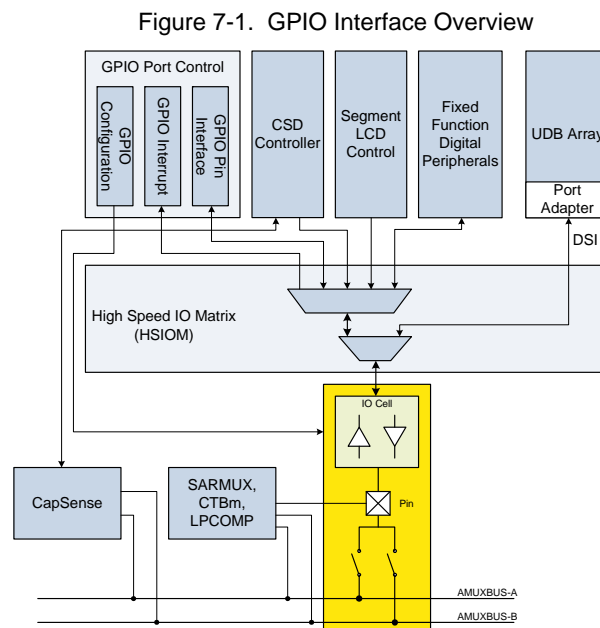 Figure 7-1. GPIO Interface Overview
GPIO Port Control
GPIO
Configuration
GPIO Interrupt
GPIO Pin
Interface
CSD
Controller
Segment
LCD
Control
Fixed
Function
Digital
Peripherals
UDB Array
Port
Adapter
DSI
High Speed IO Matrix
(HSIOM)
IO Cell
CapSense
SARMUX,
CTBm,
LPCOMP
Pin
AMUXBUS-A
AMUXBUS-B